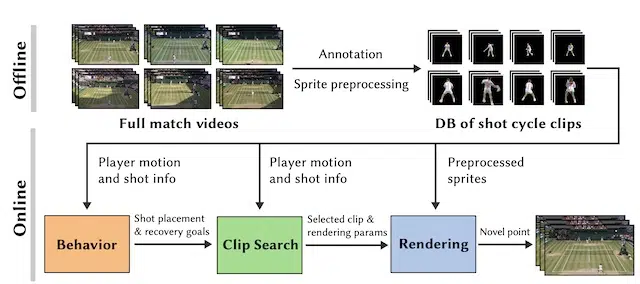 Offline
Annotation
Sprite preprocessing
Full match videos
DB of shot cycle clips
Online
Player motion
and shot info
Player motion
and shot info
Preprocessed
sprites
Behavior
Shot placement
& recovery goals
Clip Search
Selected clip &
rendering params
Rendering
Novel point